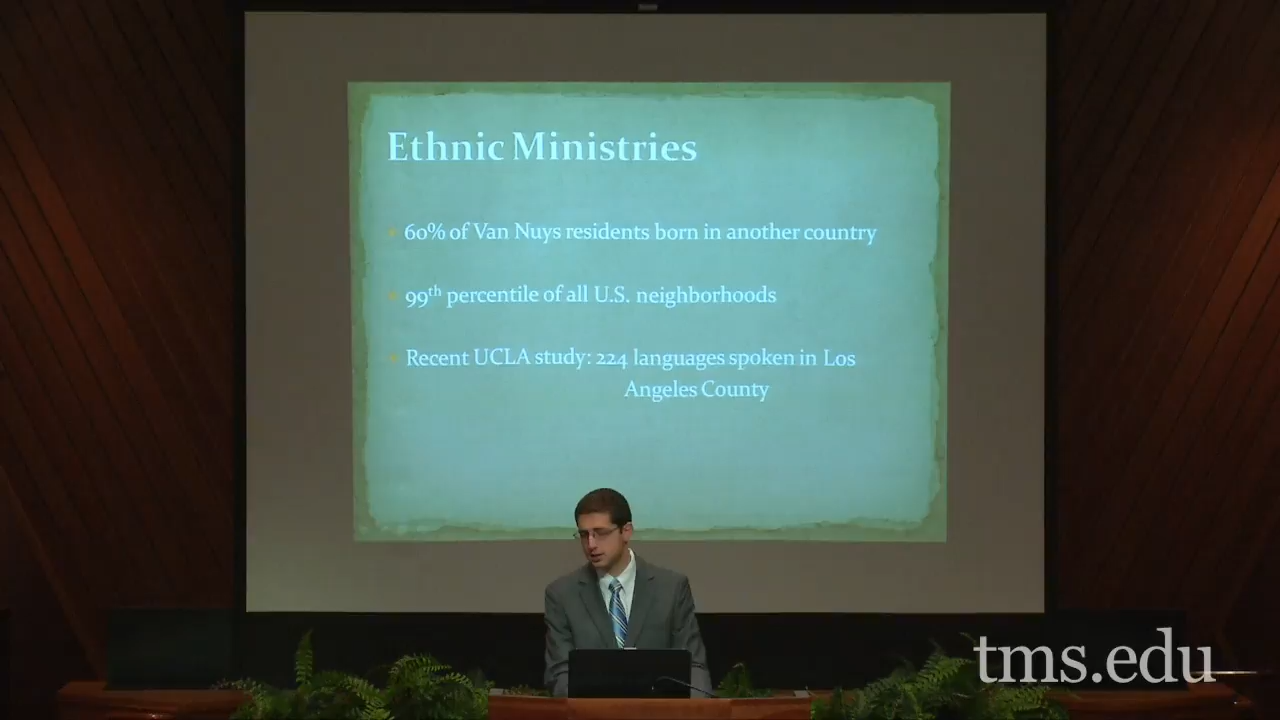 Ethnic Ministries
60% of Van Nuys residents born in another country
99th percentile of all U.S. neighborhoods
Recent UCLA study: 224 languages spoken in Los
Angeles County
tms.edu